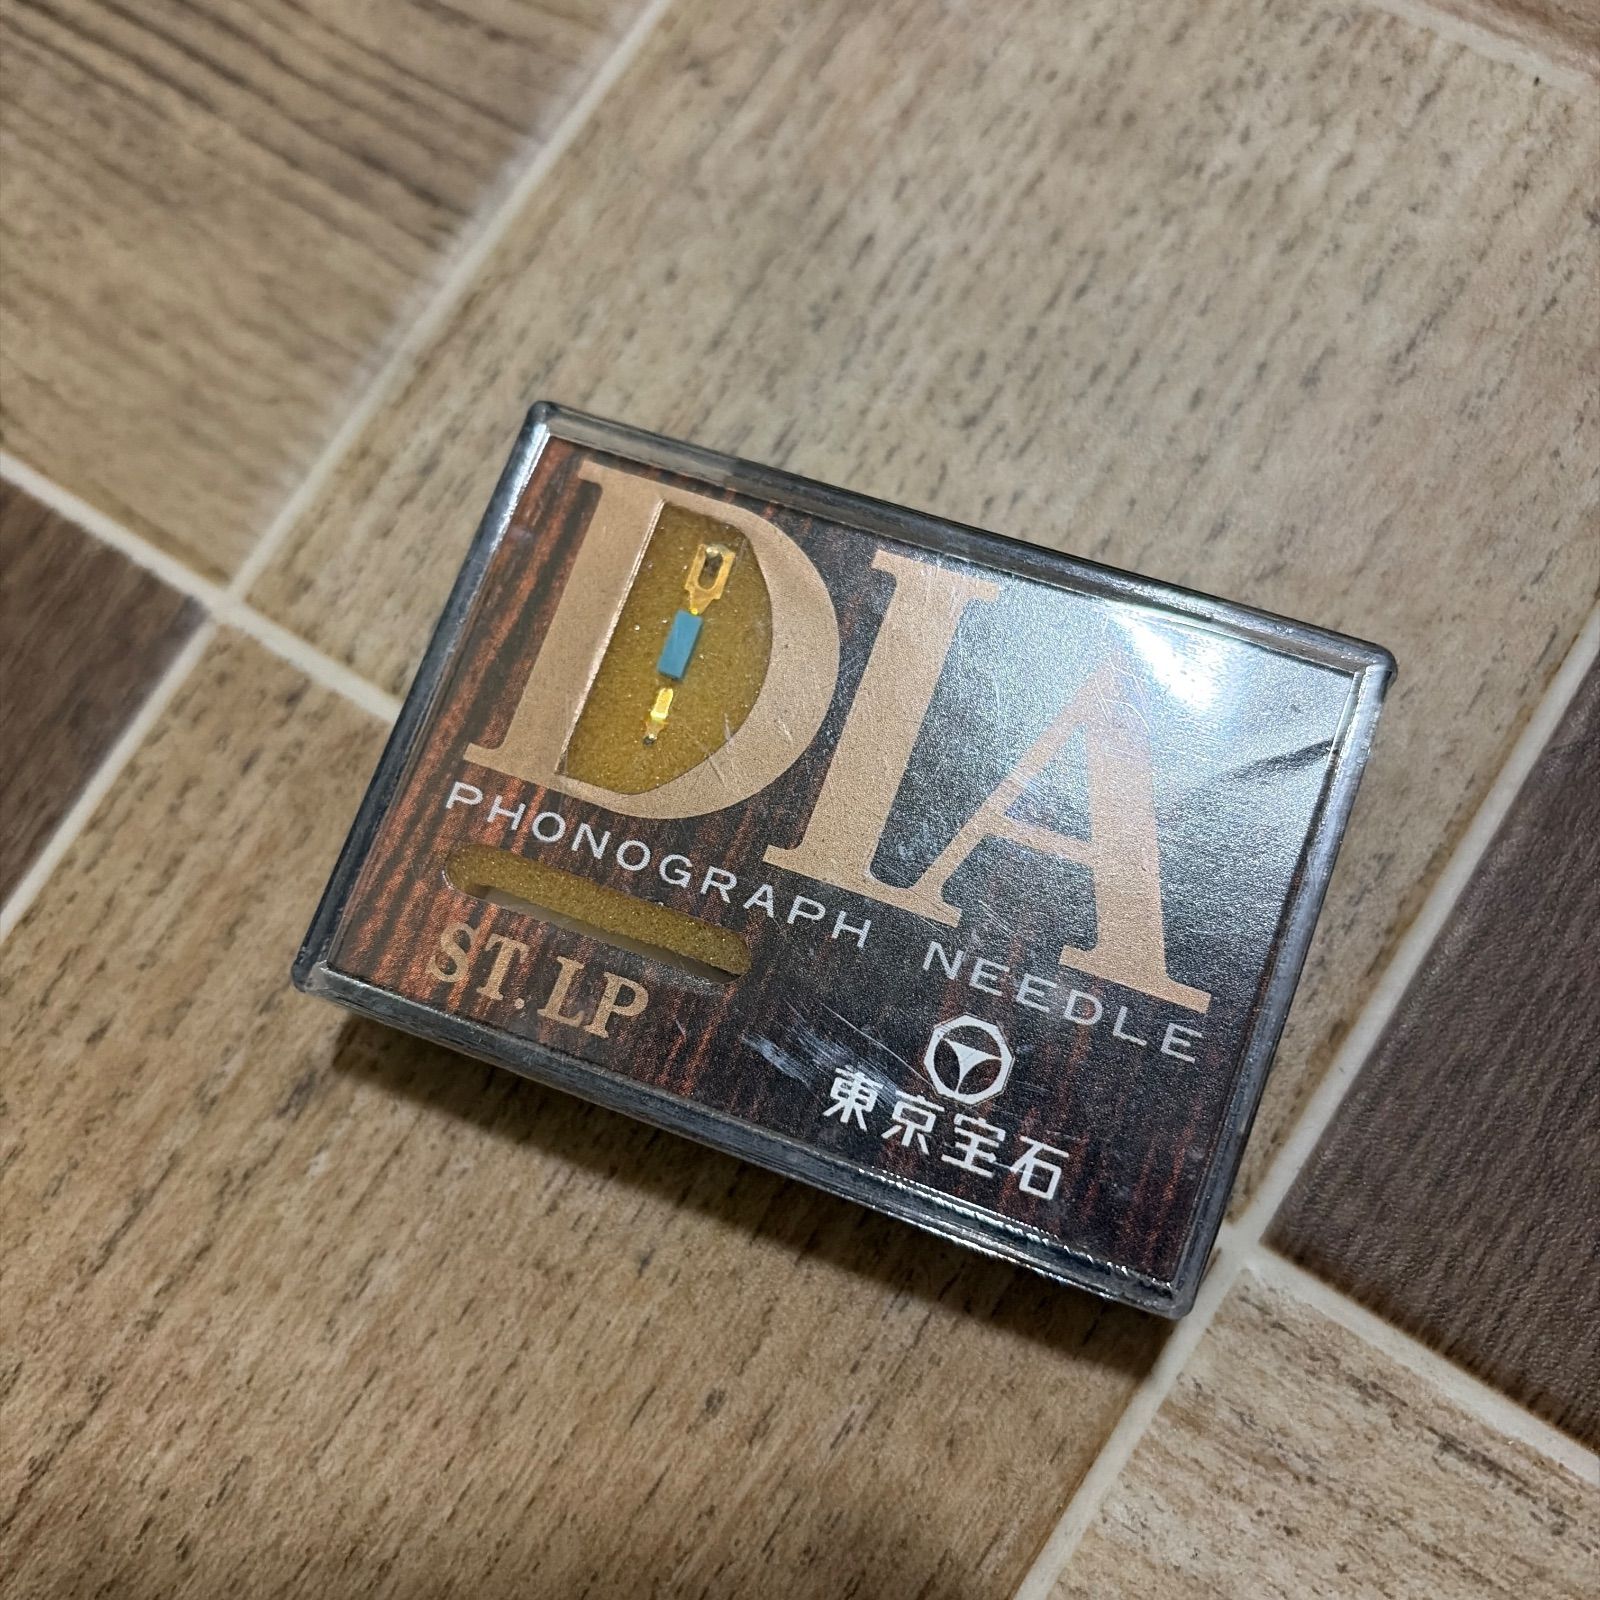 DIA
PHONOGRAPH NEEDLE
ST. LP
東京宝石